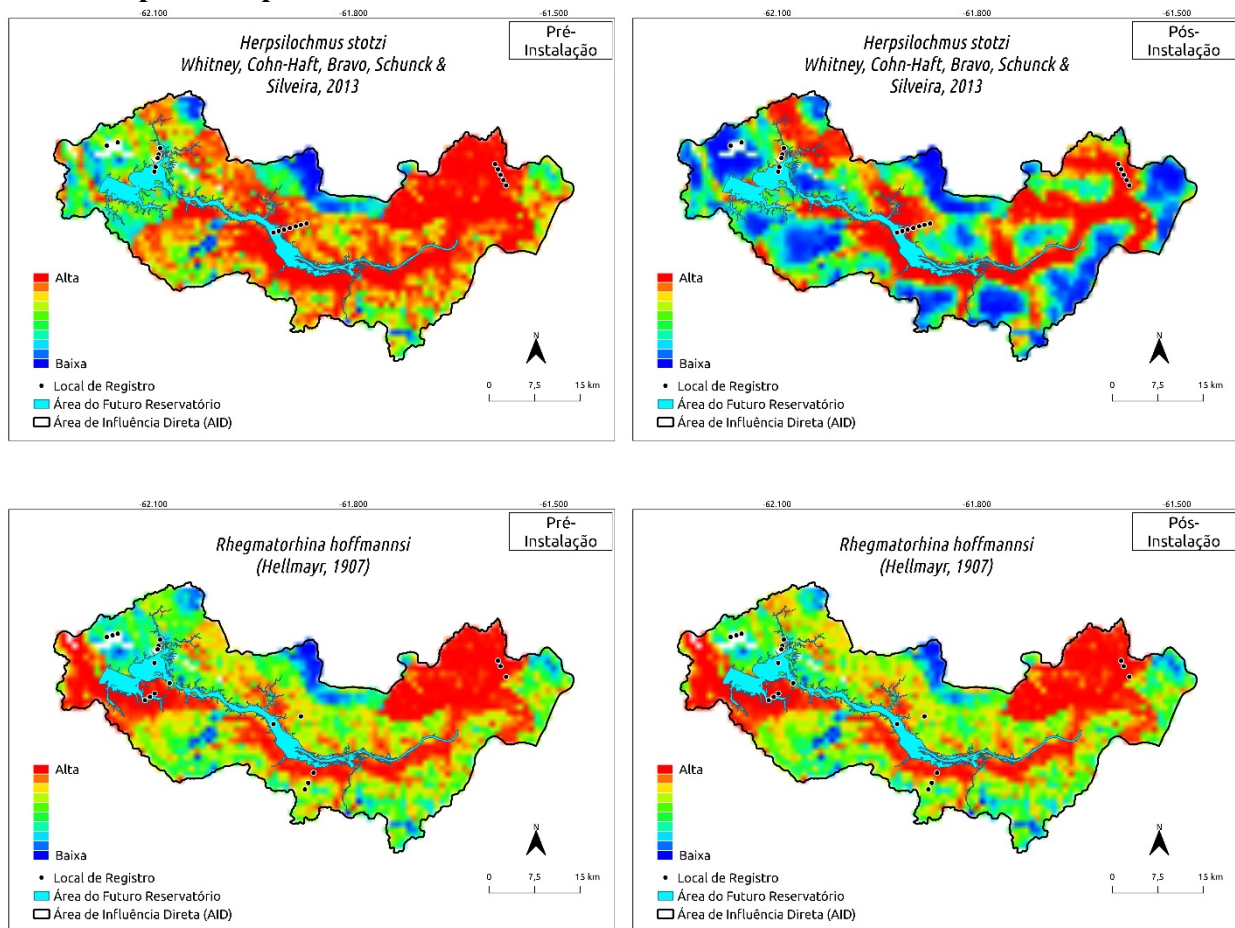 -62.100 -61.800 -61.500
Pré-
Instalação
Herpsilochmus stotzi
Whitney, Cohn-Haft, Bravo, Schunck &
Silveira, 2013
Alta
Baixa
Local de Registro
Área do Futuro Reservatório
Área de Influência Direta (AID)
N
0 7,5 15 km
-62.100 -61.800 -61.500
Pós-
Instalação
Herpsilochmus stotzi
Whitney, Cohn-Haft, Bravo, Schunck &
Silveira, 2013
Alta
Baixa
Local de Registro
Área do Futuro Reservatório
Área de Influência Direta (AID)
N
0 7,5 15 km
-62.100 -61.800 -61.500
Pré-
Instalação
Rhegmatorhina hoffmannsi
(Hellmayr, 1907)
Alta
Baixa
Local de Registro
Área do Futuro Reservatório
Área de Influência Direta (AID)
N
0 7,5 15 km
-62.100 -61.800 -61.500
Pós-
Instalação
Rhegmatorhina hoffmannsi
(Hellmayr, 1907)
Alta
Baixa
Local de Registro
Área do Futuro Reservatório
Área de Influência Direta (AID)
N
0 7,5 15 km